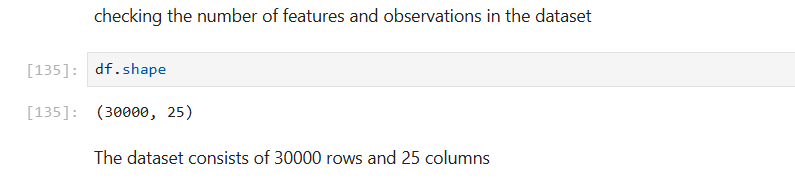 checking the number of features and observations in the dataset
[135]: df.shape
[135]: (30000, 25)
The dataset consists of 30000 rows and 25 columns